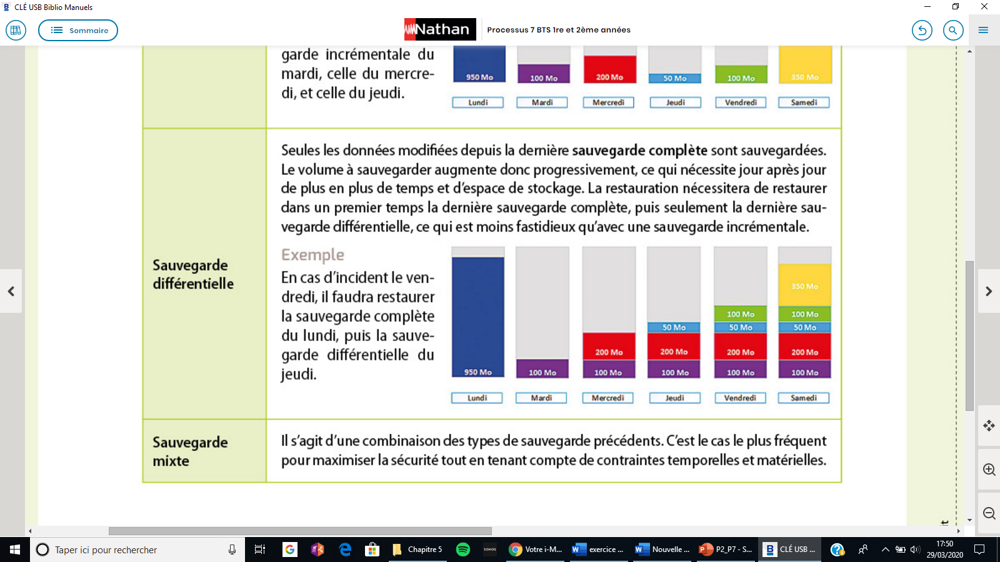 CLÉ USB Biblio Manuels
Sommaire
Nathan
Processus 7 BTS 1re et 2ème années
garde incrémentale du
mardi, celle du mercre-
di, et celle du jeudi.
950 Mo
100 Mo
200 Mo
50 Mo
100 Mo
350 Mo
Lundi
Mardi
Mercredi
Jeudi
Vendredi
Samedi
Sauvegarde
différentielle
Seules les données modifiées depuis la dernière sauvegarde complète sont sauvegardées.
Le volume à sauvegarder augmente donc progressivement, ce qui nécessite jour après jour
de plus en plus de temps et d'espace de stockage. La restauration nécessitera de restaurer
dans un premier temps la dernière sauvegarde complète, puis seulement la dernière sau-
vegarde différentielle, ce qui est moins fastidieux qu'avec une sauvegarde incrémentale.
Exemple
En cas d'incident le ven-
dredi, il faudra restaurer
la sauvegarde complète
du lundi, puis la sauve-
garde différentielle du
jeudi.
950 Mo
100 Mo
200 Mo
100 Mo
50 Mo
200 Mo
100 Mo
100 Mo
50 Mo
200 Mo
100 Mo
350 Mo
100 Mo
50 Mo
200 Mo
100 Mo
Lundi
Mardi
Mercredi
Jeudi
Vendredi
Samedi
Sauvegarde
mixte
Il s'agit d'une combinaison des types de sauvegarde précédents. C'est le cas le plus fréquent
pour maximiser la sécurité tout en tenant compte de contraintes temporelles et matérielles.
Taper ici pour rechercher
Chapitre 5
SONOS
Votre i-M...
exercice ...
Nouvelle ...
P2_P7 - S...
CLÉ USB ...
17:50
29/03/2020